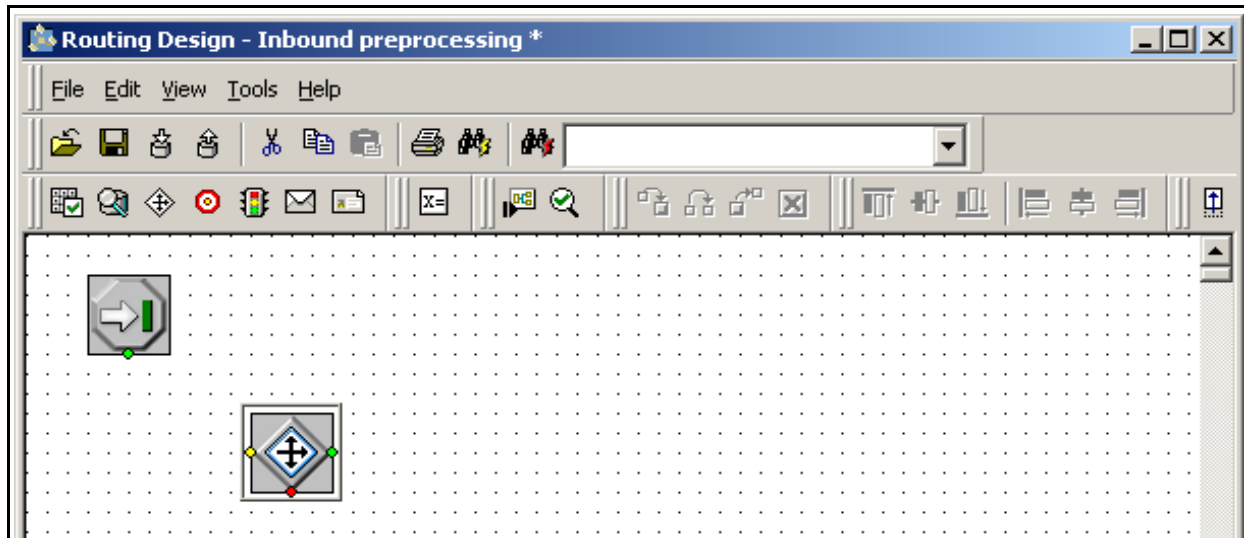 Routing Design - Inbound preprocessing *
File Edit View Tools Help
X=